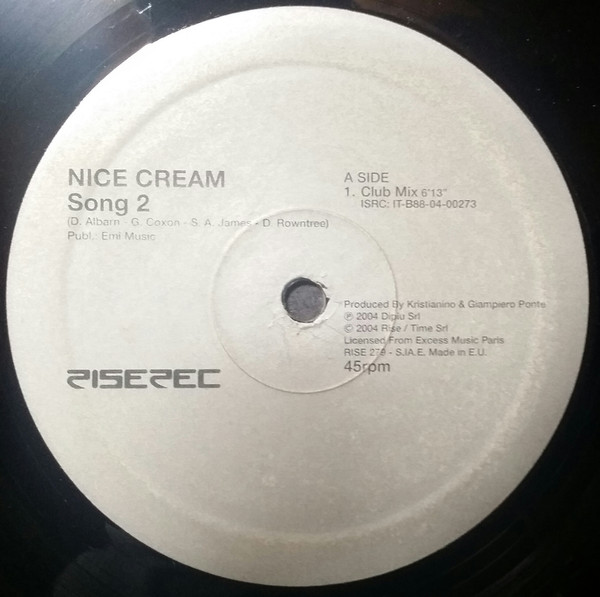 NICE CREAM
Song 2
(D. Albarn - G. Coxon - S. A. James - D. Rowntree)
Publ.: Emi Music
A SIDE
1. Club Mix 6'13"
ISRC: IT-B88-04-00273
Produced By Kristianino & Giampiero Ponte
℗ 2004 Diplu Srl
© 2004 Rise / Time Srl
Licensed From Excess Music Paris
RISE 279 - S.I.A.E. Made in E.U.
45rpm
RISEREC